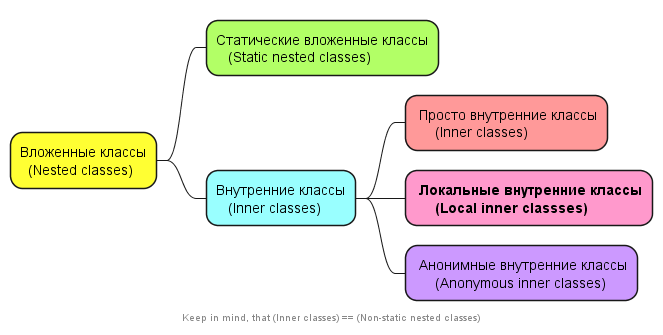 Статические вложенные классы
(Static nested classes)
Просто внутренние классы
(Inner classes)
Вложенные классы
(Nested classes)
Внутренние классы
(Inner classes)
Локальные внутренние классы
(Local inner classses)
Анонимные внутренние классы
(Anonymous inner classes)
Keep in mind, that (Inner classes) == (Non-static nested classes)